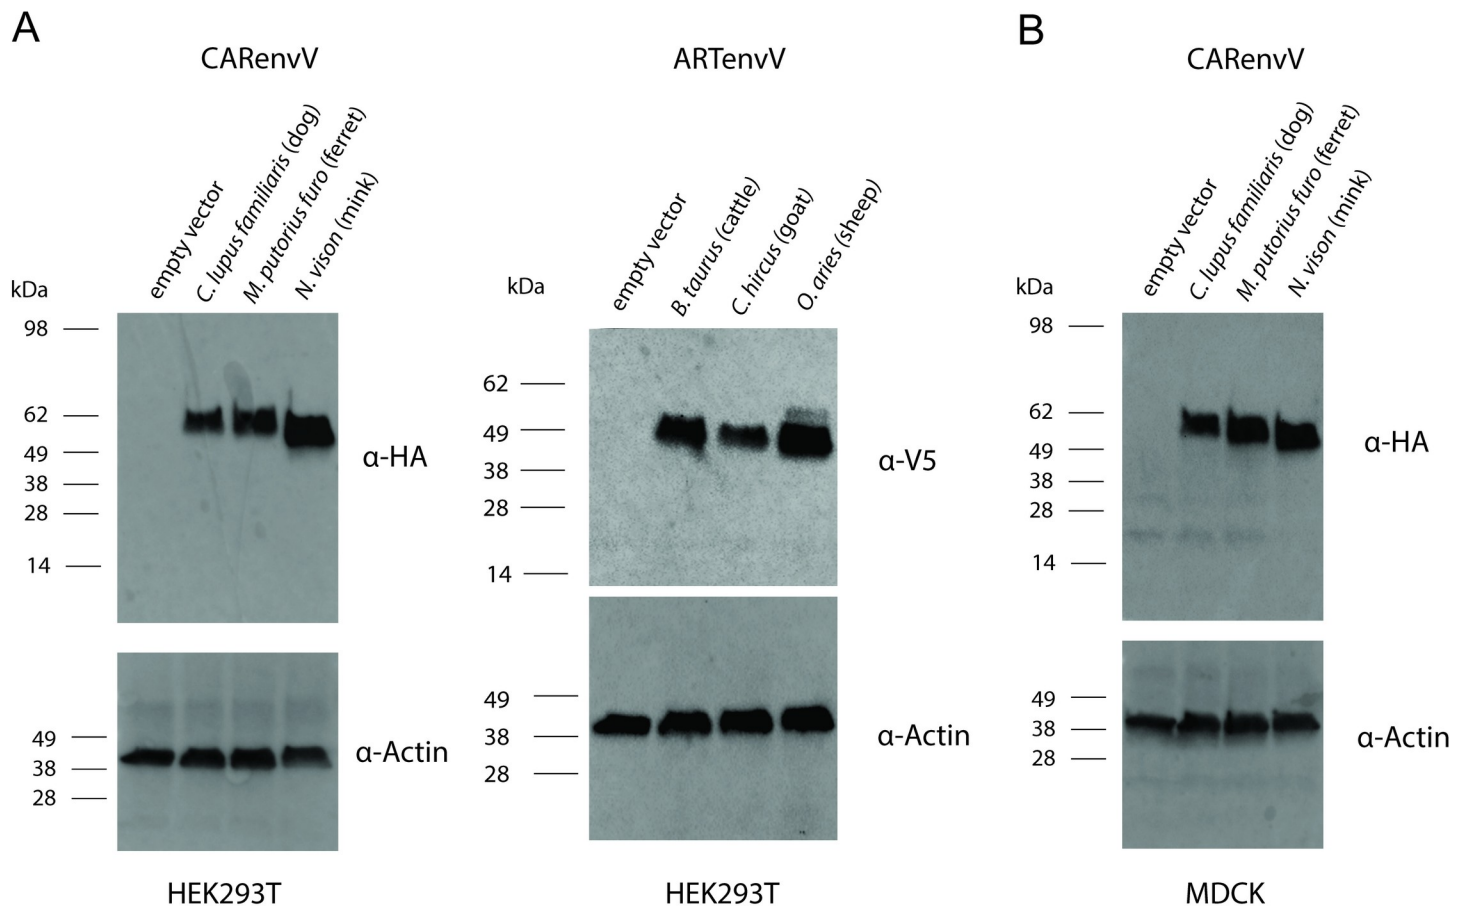 A
CARenvV
empty vector
C. lupus familiaris (dog)
M. putorius furo (ferret)
N. vison (mink)
kDa
98
62
49
38
28
14
α-HA
49
38
28
α-Actin
HEK293T
ARTenvV
empty vector
B. taurus (cattle)
C. hircus (goat)
O. aries (sheep)
kDa
62
49
38
28
14
α-V5
49
38
28
α-Actin
HEK293T
B
CARenvV
empty vector
C. lupus familiaris (dog)
M. putorius furo (ferret)
N. vison (mink)
kDa
98
62
49
38
28
14
α-HA
49
38
28
α-Actin
MDCK